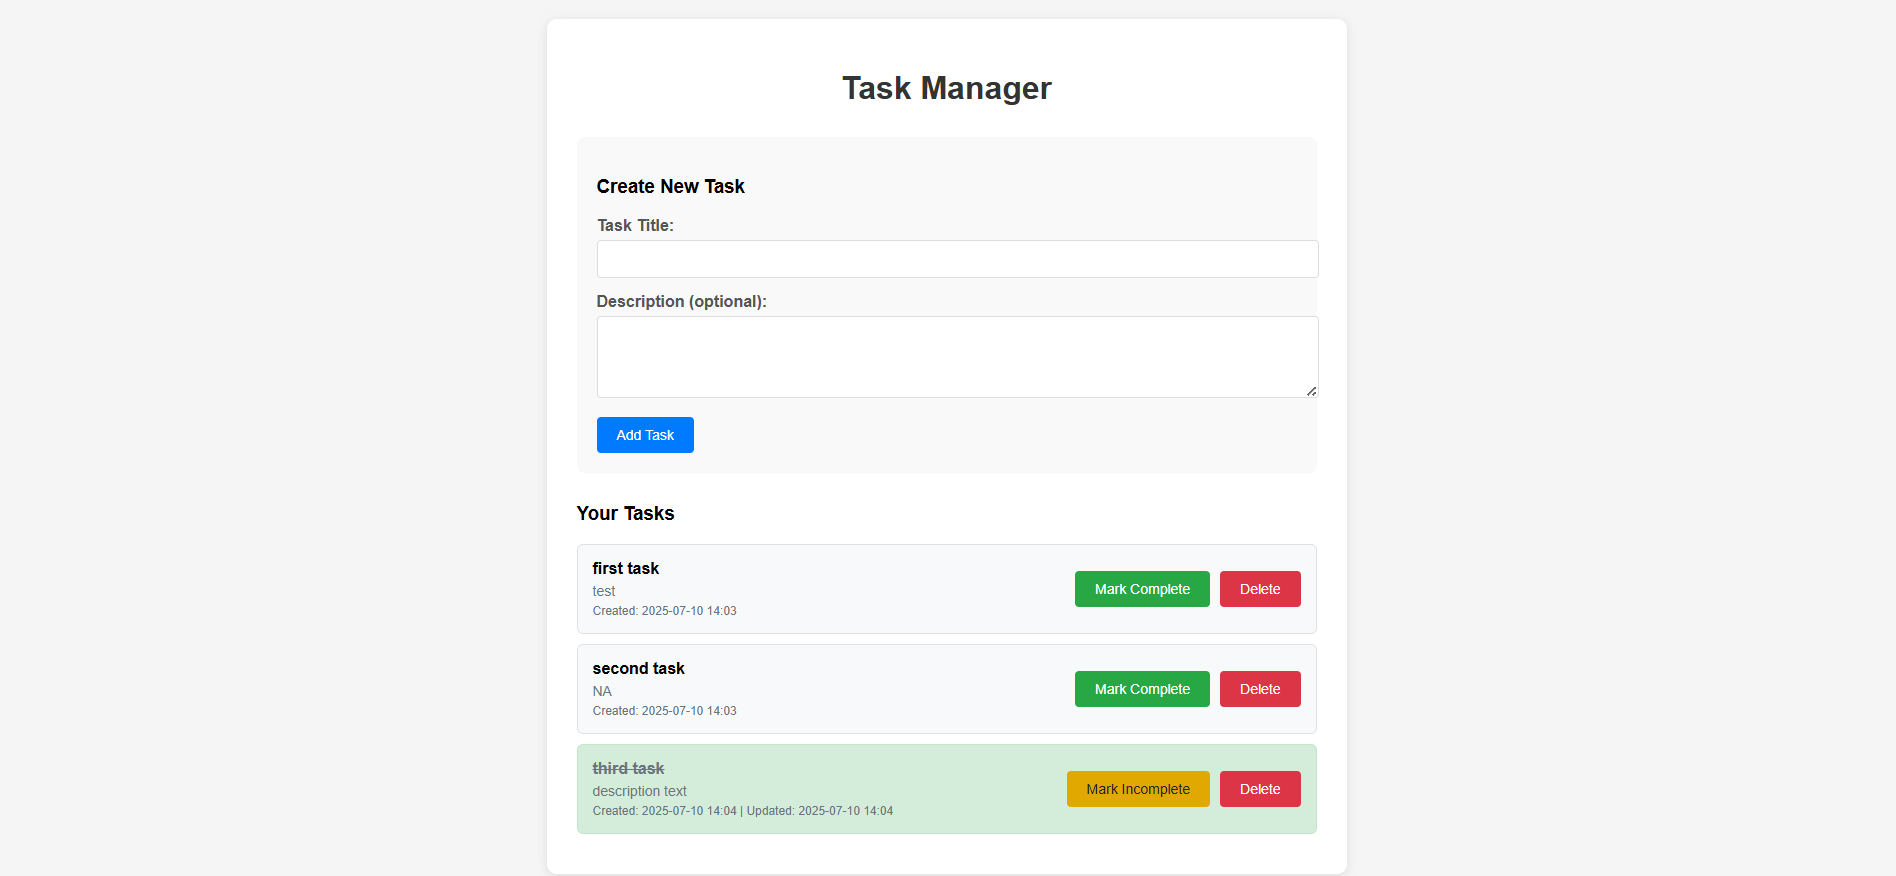 Task Manager
Create New Task
Task Title:
Description (optional):
Add Task
Your Tasks
first task
test
Created: 2025-07-10 14:03
Mark Complete
Delete
second task
NA
Created: 2025-07-10 14:03
Mark Complete
Delete
third task
description text
Created: 2025-07-10 14:04 | Updated: 2025-07-10 14:04
Mark Incomplete
Delete